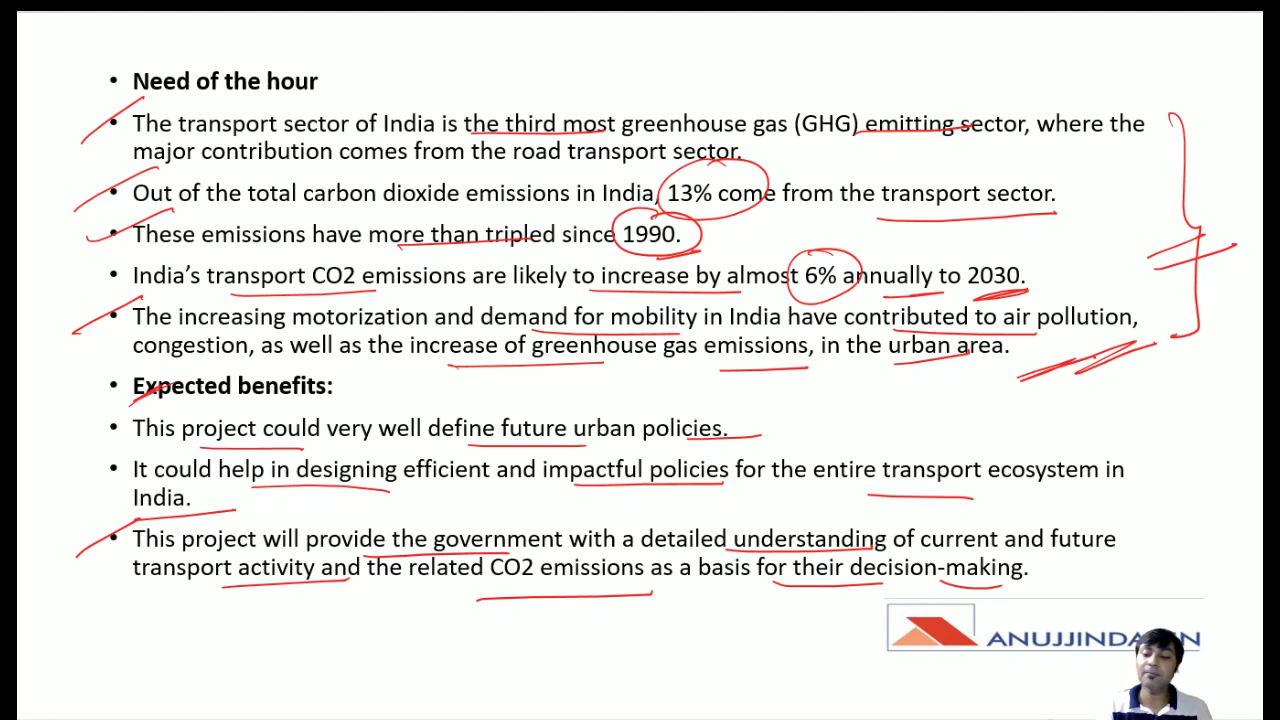 • Need of the hour
• The transport sector of India is the third most greenhouse gas (GHG) emitting sector, where the
major contribution comes from the road transport sector.
• Out of the total carbon dioxide emissions in India, 13% come from the transport sector.
• These emissions have more than tripled since 1990.
• India’s transport CO2 emissions are likely to increase by almost 6% annually to 2030.
• The increasing motorization and demand for mobility in India have contributed to air pollution,
congestion, as well as the increase of greenhouse gas emissions, in the urban area.
• Expected benefits:
• This project could very well define future urban policies.
• It could help in designing efficient and impactful policies for the entire transport ecosystem in
India.
• This project will provide the government with a detailed understanding of current and future
transport activity and the related CO2 emissions as a basis for their decision-making.